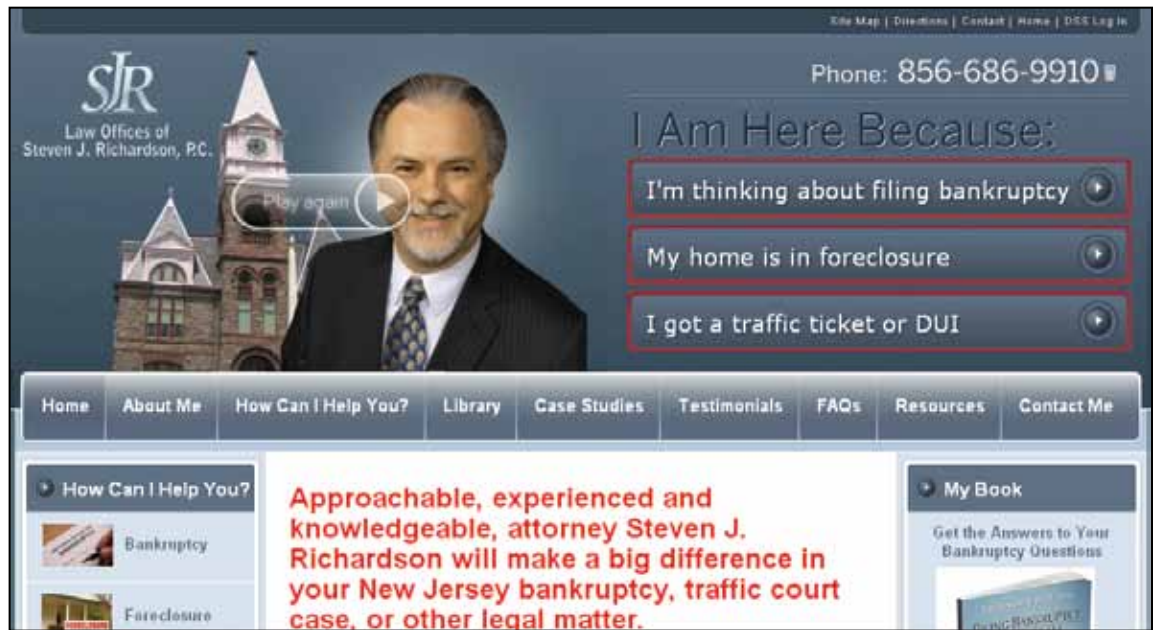 Site Map | Directions | Contact | Home | DSS Log In
SJR
Law Offices of
Steven J. Richardson, P.C.
Phone: 856-686-9910
I Am Here Because:
Play again
I'm thinking about filing bankruptcy
My home is in foreclosure
I got a traffic ticket or DUI
Home About Me How Can I Help You? Library Case Studies Testimonials FAQs Resources Contact Me
How Can I Help You?
Bankruptcy
Foreclosure
Approachable, experienced and
knowledgeable, attorney Steven J.
Richardson will make a big difference in
your New Jersey bankruptcy, traffic court
case, or other legal matter.
My Book
Get the Answers to Your
Bankruptcy Questions